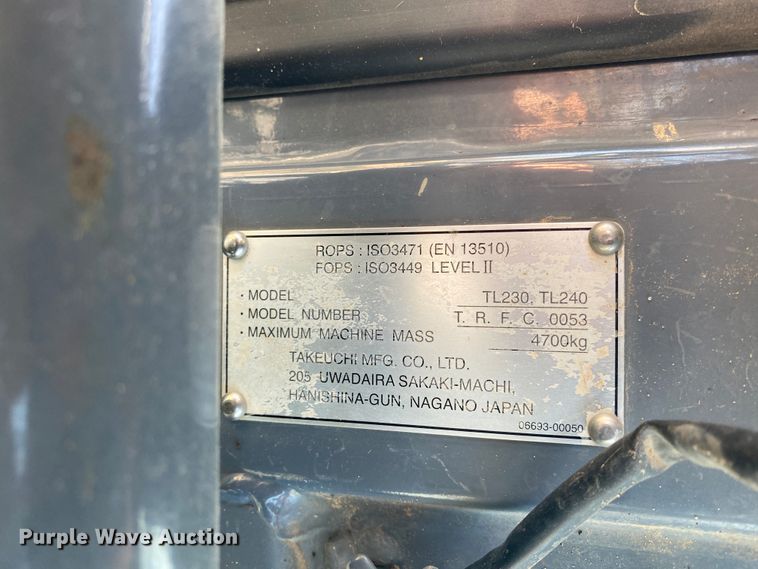 ROPS : ISO3471 (EN 13510)
FOPS : ISO3449 LEVEL II
· MODEL TL230, TL240
· MODEL NUMBER T. R. F. C. 0053
· MAXIMUM MACHINE MASS 4700kg
TAKEUCHI MFG. CO., LTD.
205 UWADAIRA SAKAKI-MACHI,
HANISHINA-GUN, NAGANO JAPAN
06693-00050
Purple Wave Auction